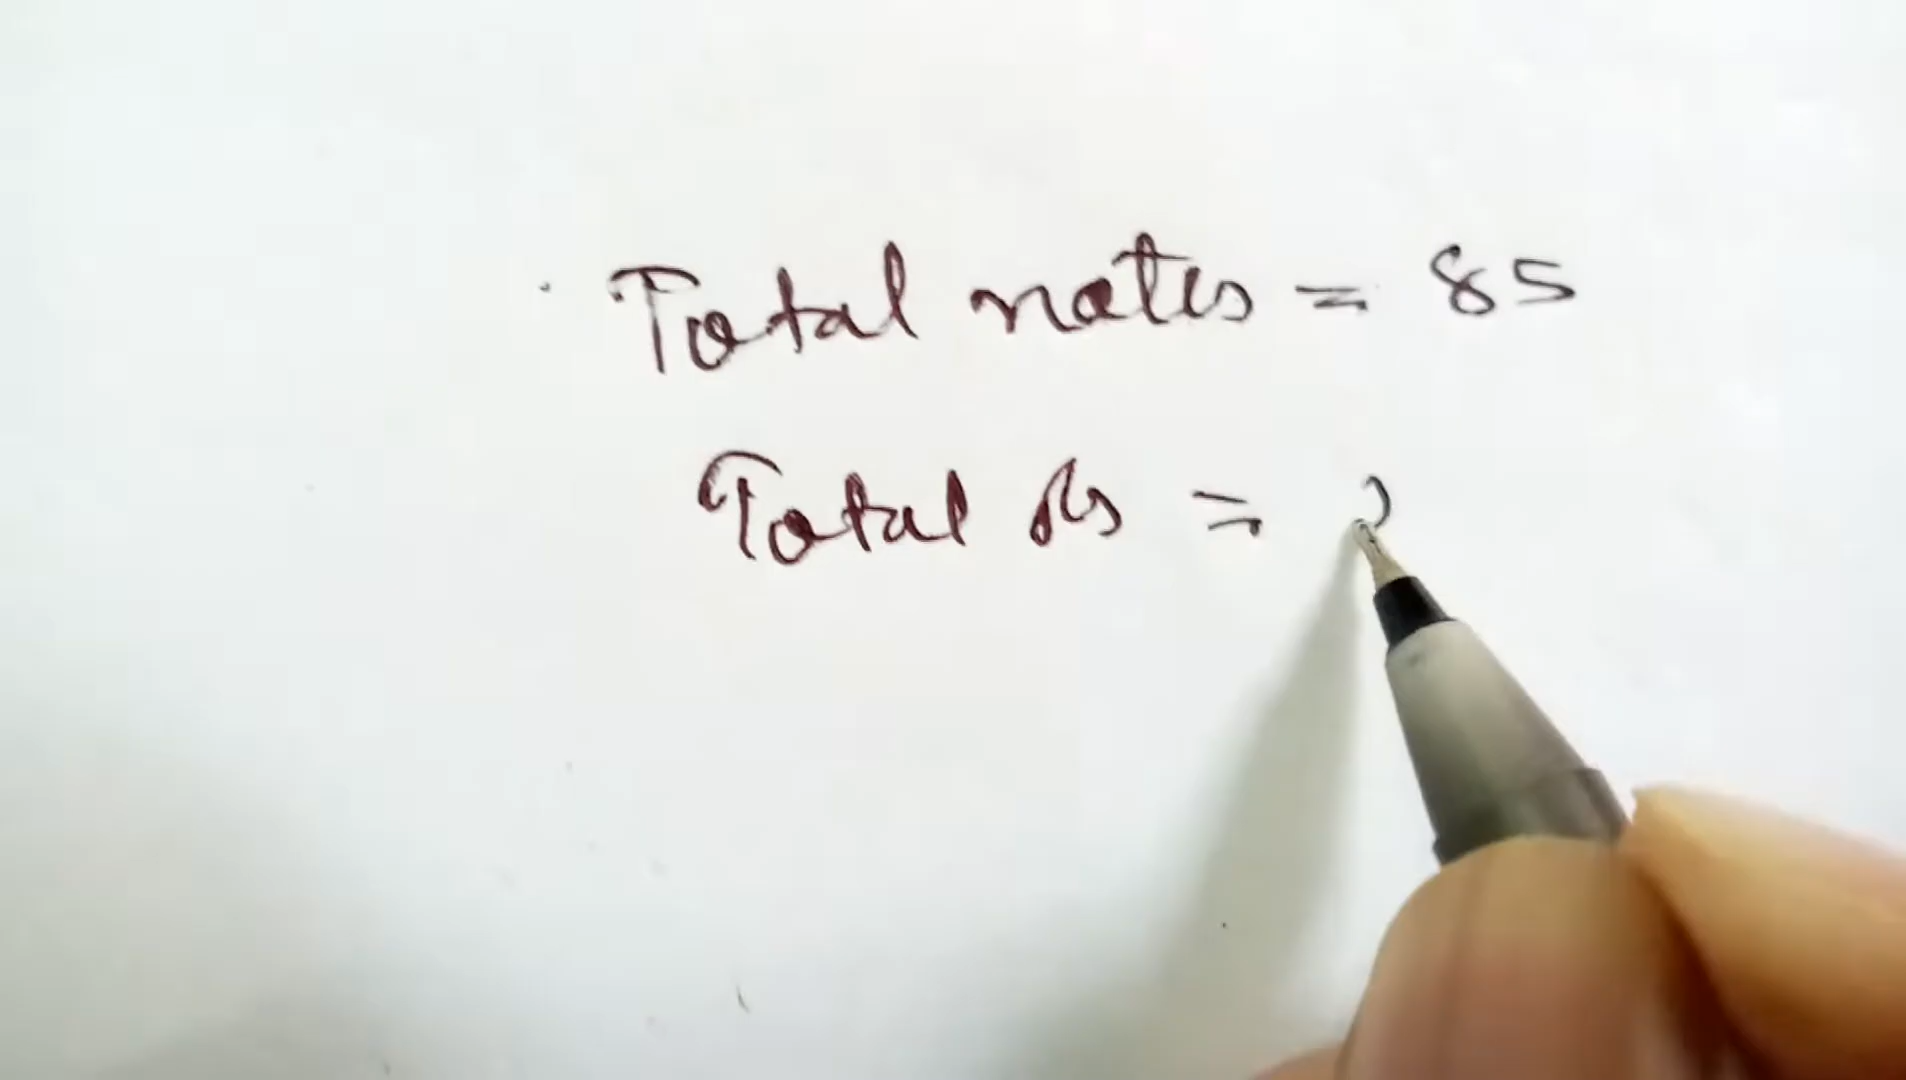 Total notes = 85
Total Rs =